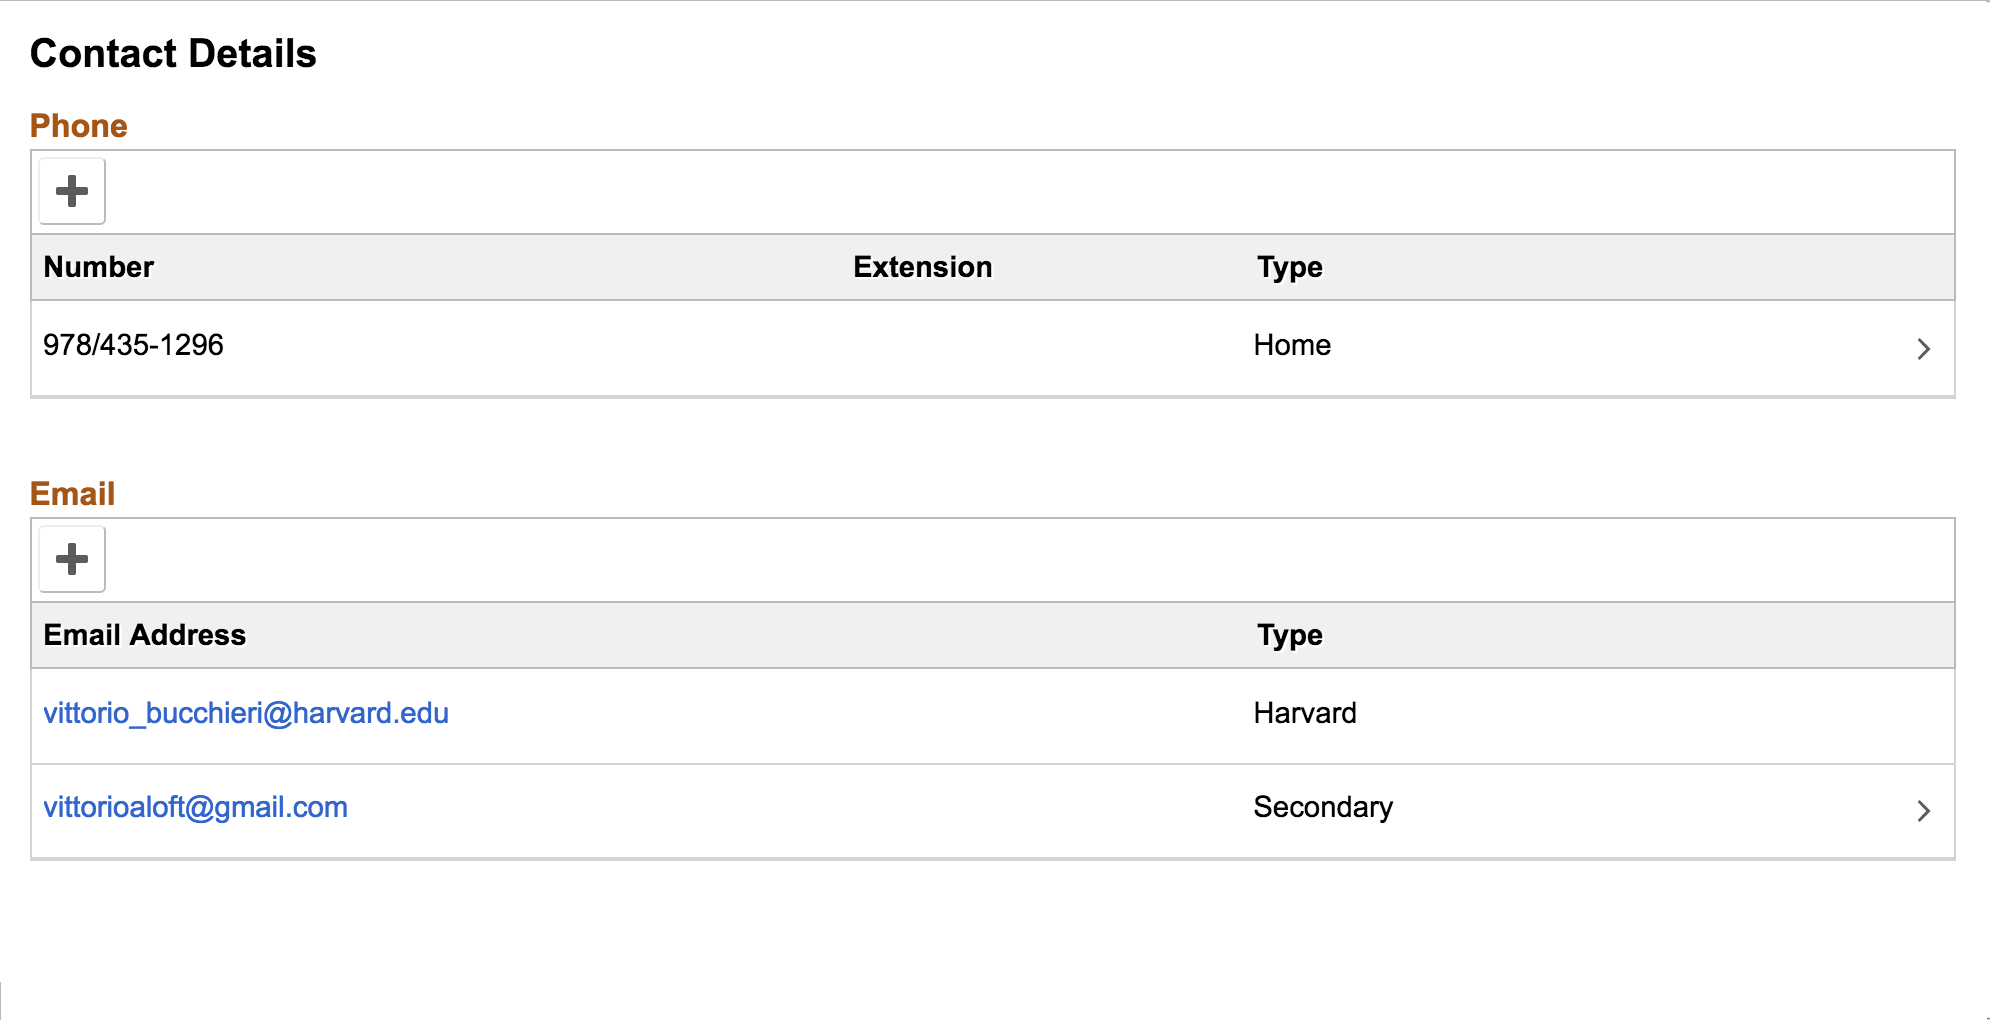 Contact Details
Phone
Number Extension Type
978/435-1296 Home
Email
Email Address Type
vittorio_bucchieri@harvard.edu Harvard
vittorioaloft@gmail.com Secondary